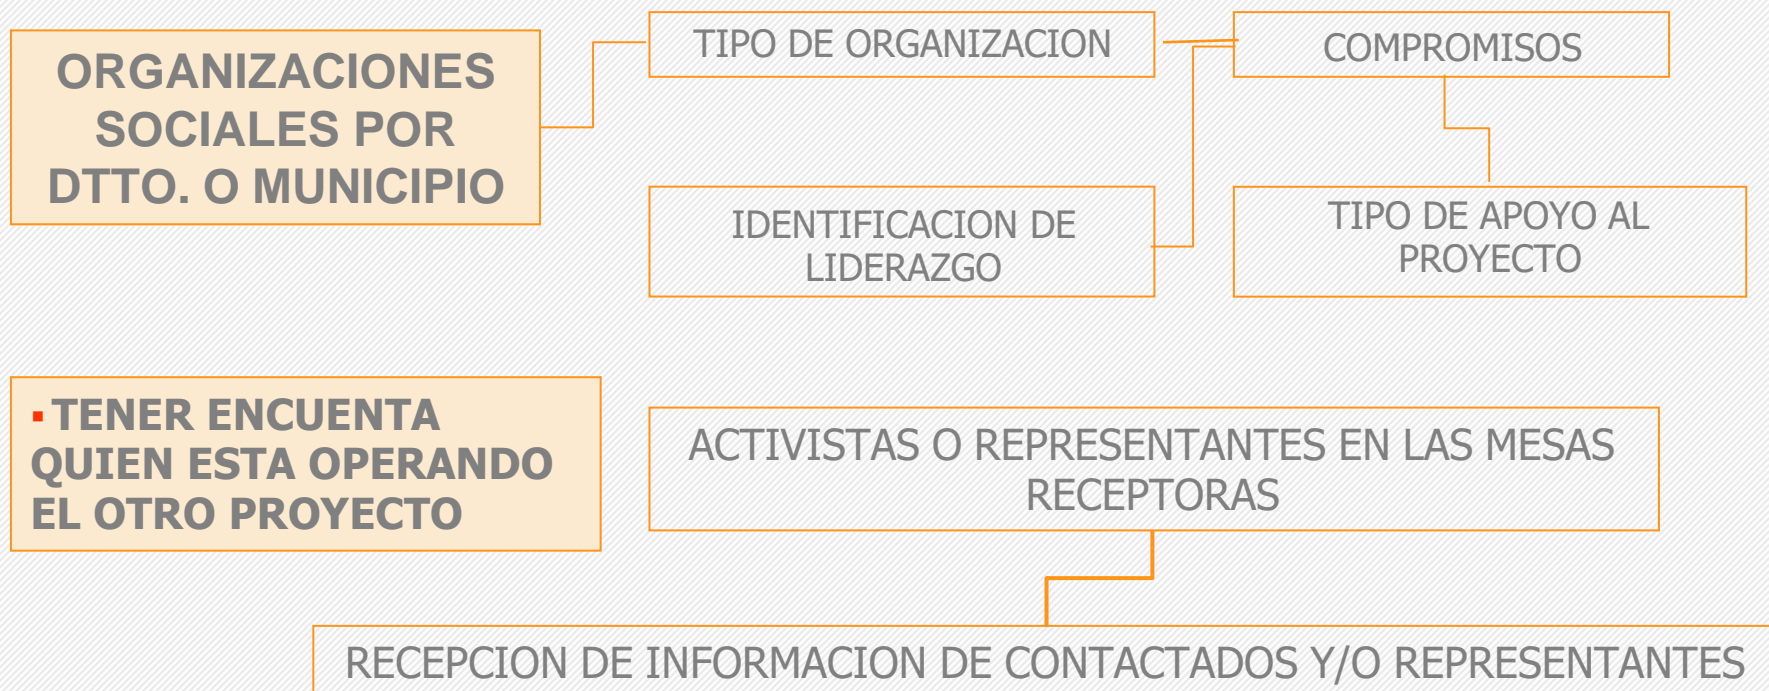 ORGANIZACIONES
SOCIALES POR
DTTO. O MUNICIPIO
TIPO DE ORGANIZACION
COMPROMISOS
IDENTIFICACION DE
LIDERAZGO
TIPO DE APOYO AL
PROYECTO
▪TENER ENCUENTA
QUIEN ESTA OPERANDO
EL OTRO PROYECTO
ACTIVISTAS O REPRESENTANTES EN LAS MESAS
RECEPTORAS
RECEPCION DE INFORMACION DE CONTACTADOS Y/O REPRESENTANTES